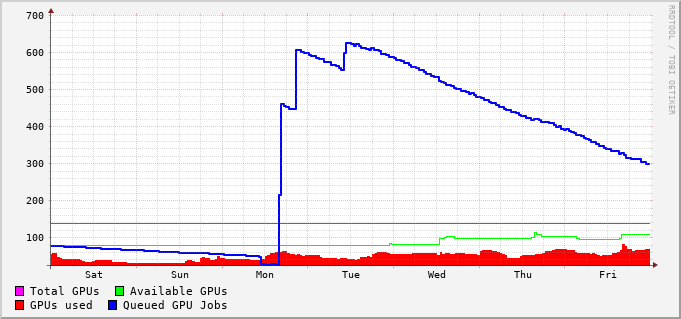 700
600
500
400
300
200
100
Sat Sun Mon Tue Wed Thu Fri
Total GPUs Available GPUs
GPUs used Queued GPU Jobs
RRDTOOL / TOBI OETIKER